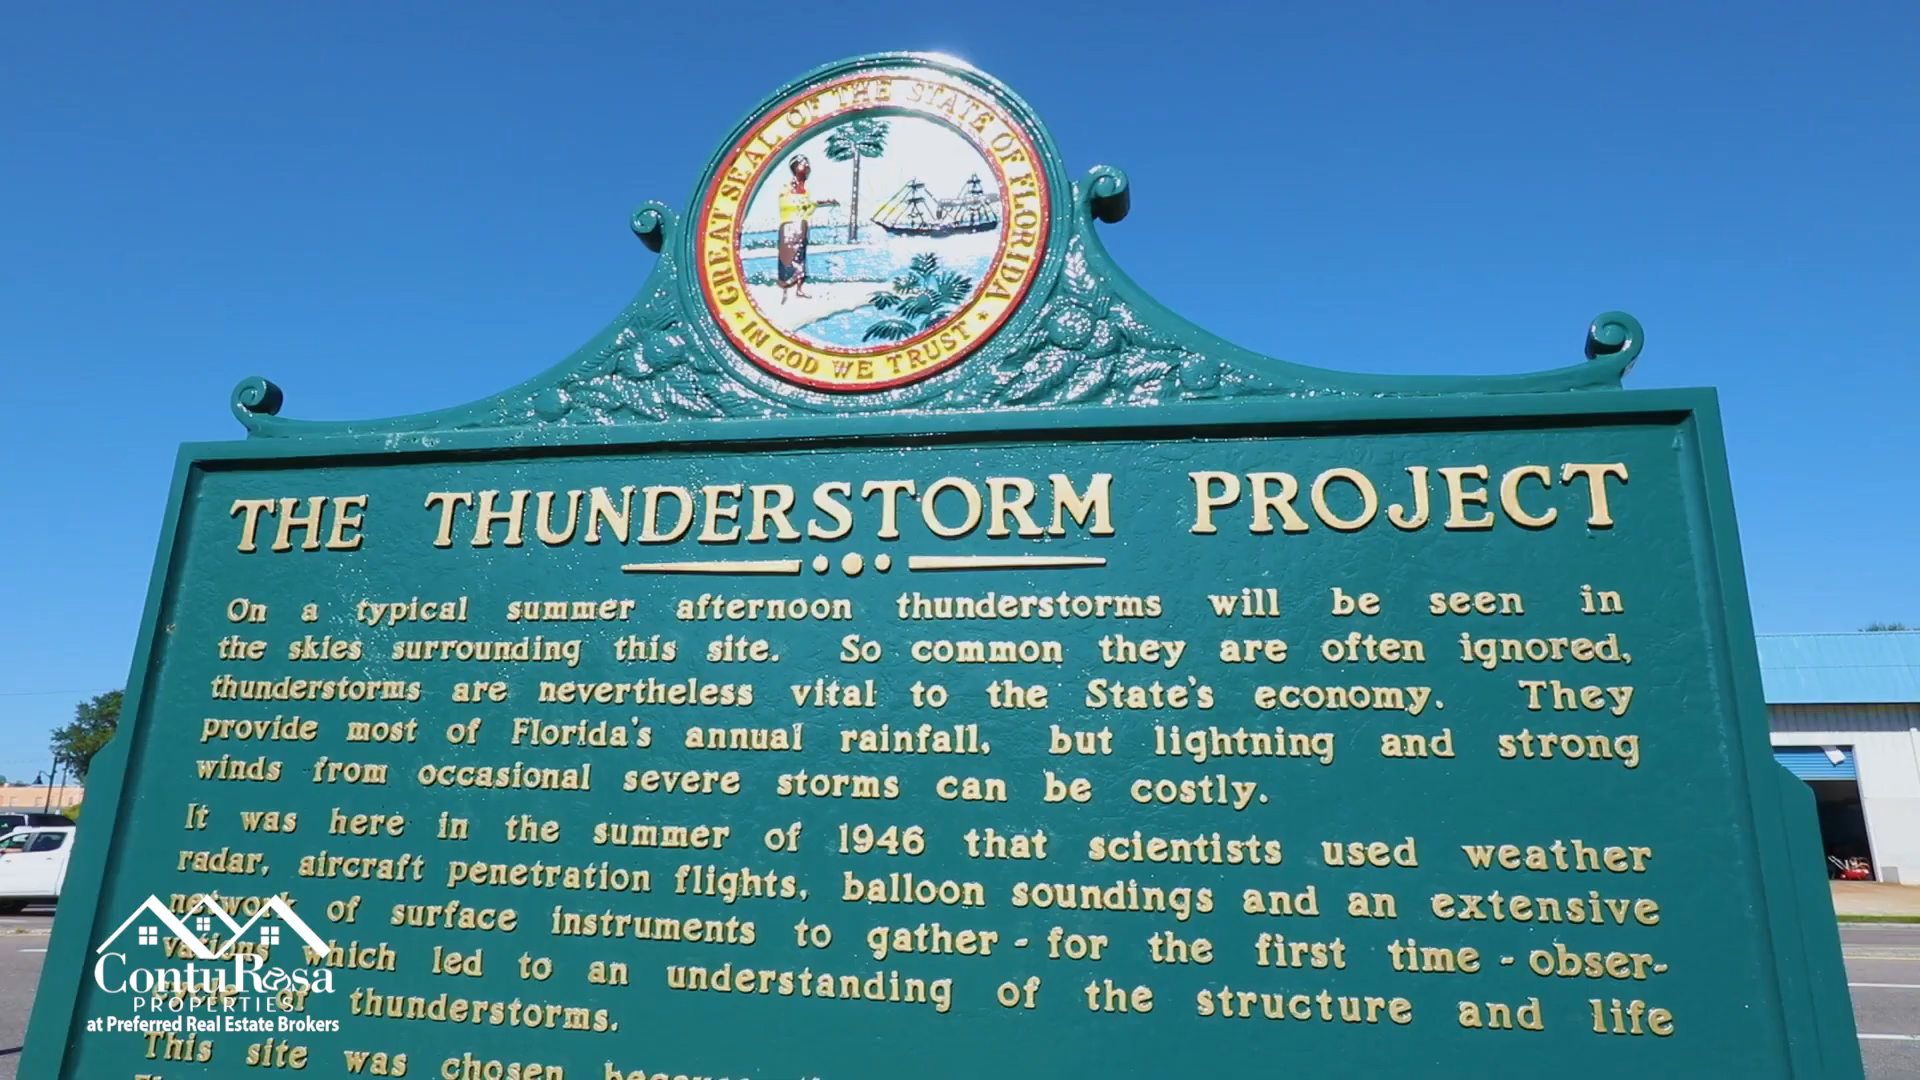 GREAT SEAL OF THE STATE OF FLORIDA
IN GOD WE TRUST
THE THUNDERSTORM PROJECT
On a typical summer afternoon thunderstorms will be seen in
the skies surrounding this site. So common they are often ignored,
thunderstorms are nevertheless vital to the State's economy. They
provide most of Florida's annual rainfall, but lightning and strong
winds from occasional severe storms can be costly.
It was here in the summer of 1946 that scientists used weather
radar, aircraft penetration flights, balloon soundings and an extensive
network of surface instruments to gather - for the first time - obser-
vations which led to an understanding of the structure and life
of thunderstorms.
This site was chosen
ContuRosa
PROPERTIES
at Preferred Real Estate Brokers